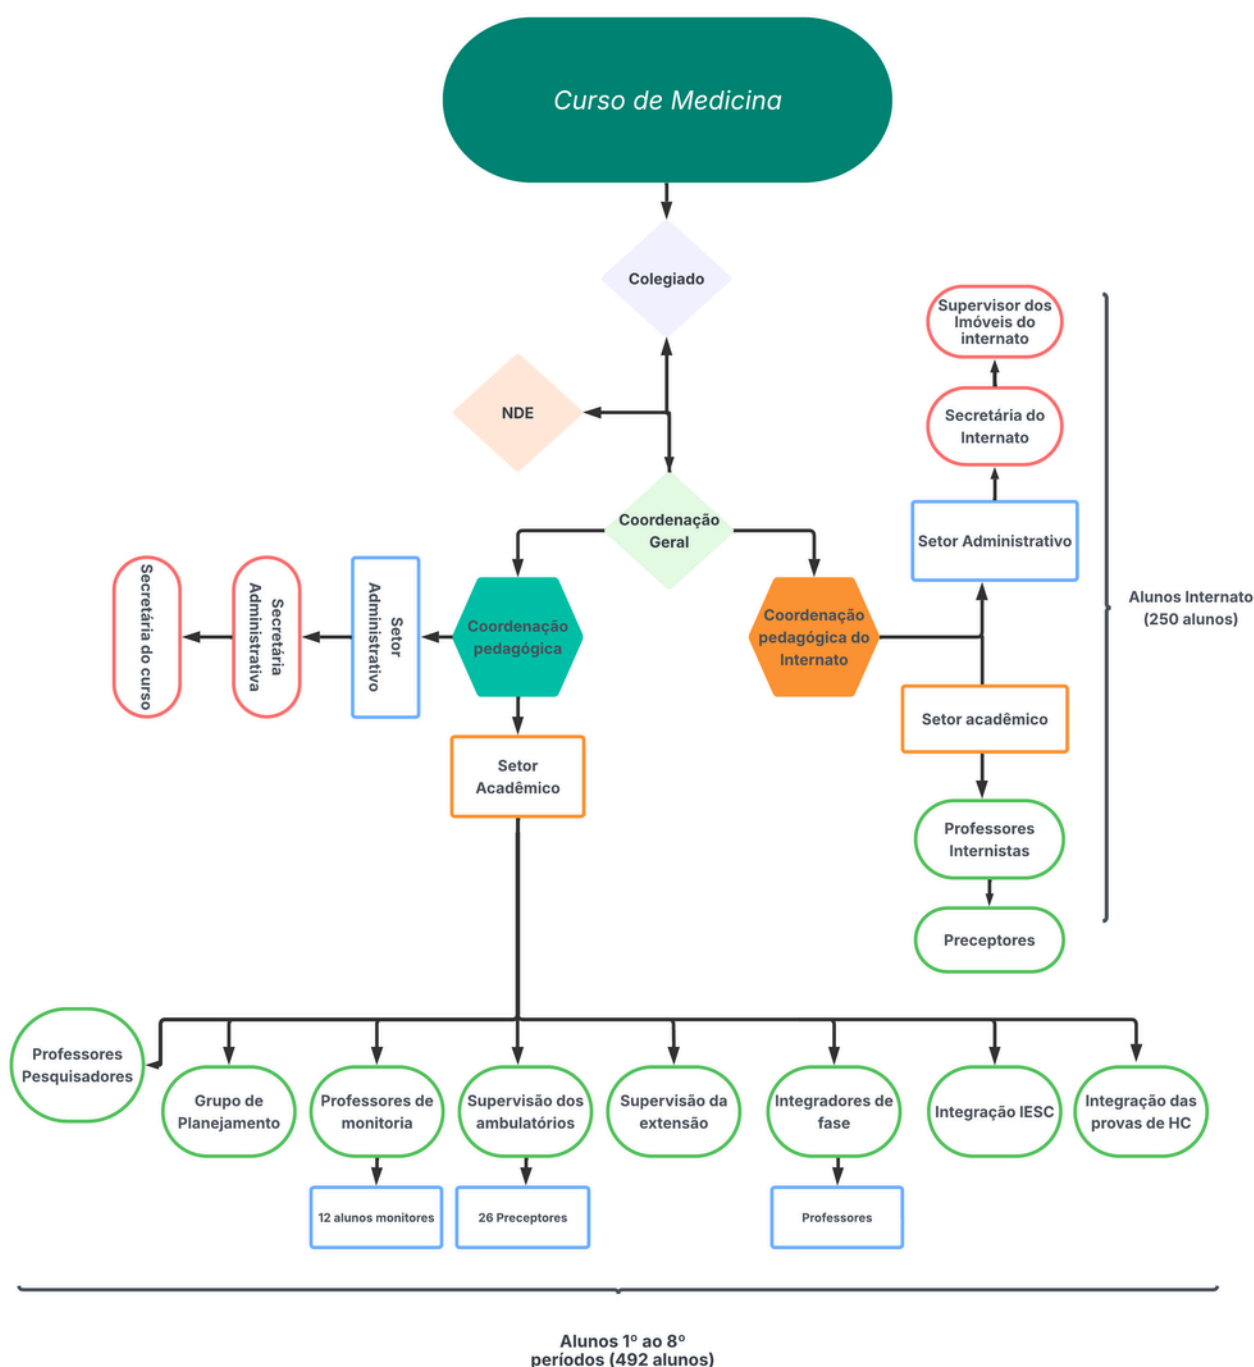 Curso de Medicina
Colegiado
NDE
Coordenação
Geral
Supervisor dos
Imóveis do
internato
Secretária do
Internato
Setor Administrativo
Alunos Internato
(250 alunos)
Secretária do curso
Secretária
Administrativa
Setor
Administrativo
Coordenação
pedagógica
Coordenação
pedagógica do
Internato
Setor acadêmico
Setor
Acadêmico
Professores
Internistas
Preceptores
Professores
Pesquisadores
Grupo de
Planejamento
Professores de
monitoria
Supervisão dos
ambulatórios
Supervisão da
extensão
Integradores de
fase
Integração IESC
Integração das
provas de HC
12 alunos monitores
26 Preceptores
Professores
Alunos 1º ao 8º
períodos (492 alunos)